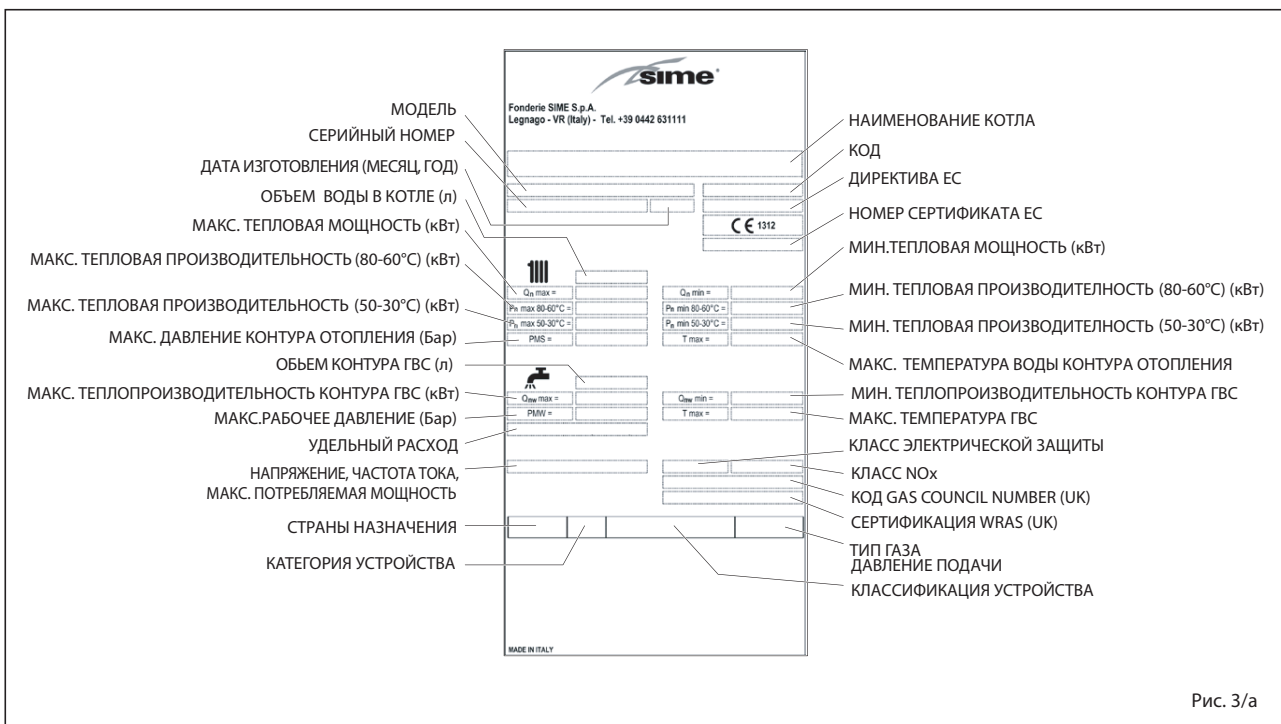 sime
Fonderie SIME S.p.A.
Legnago - VR (Italy) - Tel. +39 0442 631111
МОДЕЛЬ
СЕРИЙНЫЙ НОМЕР
ДАТА ИЗГОТОВЛЕНИЯ (МЕСЯЦ, ГОД)
ОБЪЕМ ВОДЫ В КОТЛЕ (л)
МАКС. ТЕПЛОВАЯ МОЩНОСТЬ (кВт)
МАКС. ТЕПЛОВАЯ ПРОИЗВОДИТЕЛЬНОСТЬ (80-60°C) (кВт)
МАКС. ТЕПЛОВАЯ ПРОИЗВОДИТЕЛЬНОСТЬ (50-30°C) (кВт)
МАКС. ДАВЛЕНИЕ КОНТУРА ОТОПЛЕНИЯ (Бар)
ОБЬЕМ КОНТУРА ГВС (л)
МАКС. ТЕПЛОПРОИЗВОДИТЕЛЬНОСТЬ КОНТУРА ГВС (кВт)
МАКС.РАБОЧЕЕ ДАВЛЕНИЕ (Бар)
УДЕЛЬНЫЙ РАСХОД
НАПРЯЖЕНИЕ, ЧАСТОТА ТОКА,
МАКС. ПОТРЕБЛЯЕМАЯ МОЩНОСТЬ
СТРАНЫ НАЗНАЧЕНИЯ
КАТЕГОРИЯ УСТРОЙСТВА
CE 1312
Qn max =
Qn min =
Pn max 80-60°C =
Pn min 80-60°C =
Pn max 50-30°C =
Pn min 50-30°C =
PMS =
T max =
Qnw max =
Qnw min =
PMW =
T max =
MADE IN ITALY
НАИМЕНОВАНИЕ КОТЛА
КОД
ДИРЕКТИВА ЕС
НОМЕР СЕРТИФИКАТА ЕС
МИН.ТЕПЛОВАЯ МОЩНОСТЬ (кВт)
МИН. ТЕПЛОВАЯ ПРОИЗВОДИТЕЛНОСТЬ (80-60°C) (кВт)
МИН. ТЕПЛОВАЯ ПРОИЗВОДИТЕЛНОСТЬ (50-30°C) (кВт)
МАКС. ТЕМПЕРАТУРА ВОДЫ КОНТУРА ОТОПЛЕНИЯ
МИН. ТЕПЛОПРОИЗВОДИТЕЛЬНОСТЬ КОНТУРА ГВС
МАКС. ТЕМПЕРАТУРА ГВС
КЛАСС ЭЛЕКТРИЧЕСКОЙ ЗАЩИТЫ
КЛАСС NOx
КОД GAS COUNCIL NUMBER (UK)
СЕРТИФИКАЦИЯ WRAS (UK)
ТИП ГАЗА
ДАВЛЕНИЕ ПОДАЧИ
КЛАССИФИКАЦИЯ УСТРОЙСТВА
Рис. 3/a